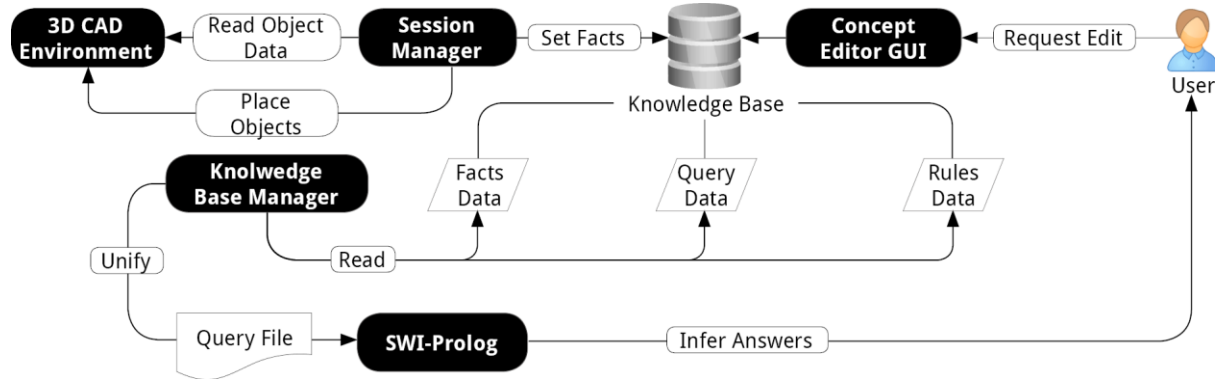 3D CAD
Environment
Read Object
Data
Session
Manager
Set Facts
Concept
Editor GUI
Request Edit
User
Place
Objects
Knowledge Base
Knolwedge
Base Manager
Facts
Data
Query
Data
Rules
Data
Unify
Read
Query File
SWI-Prolog
Infer Answers